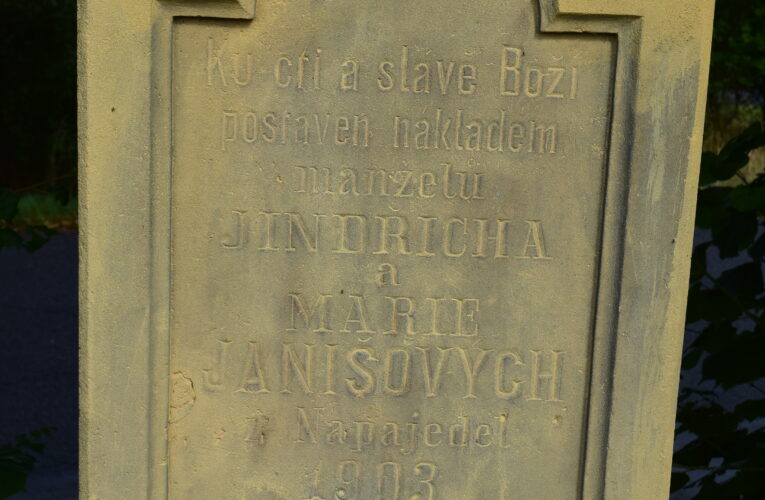 Ku cti a slávě Boží
postaven nákladem
manželů
JINDŘICHA
a
MARIE
JANIŠOVÝCH
z Napajedel
1903